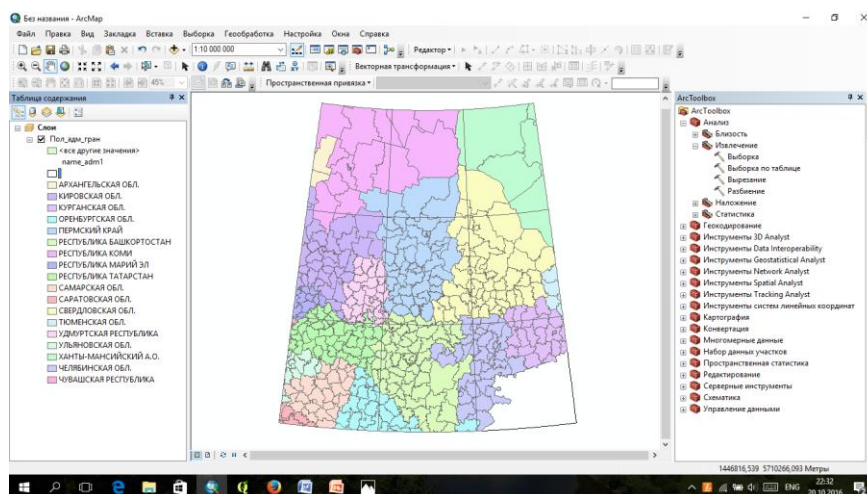 Без названия - ArcMap
Файл Правка Вид Закладка Вставка Выборка Геообработка Настройка Окна Справка
1:10 000 000
Редактор
Векторная трансформация
45%
Пространственная привязка
Таблица содержания
Слои
Пол_адм_гран
<все другие значения>
name_adm1
АРХАНГЕЛЬСКАЯ ОБЛ.
КИРОВСКАЯ ОБЛ.
КУРГАНСКАЯ ОБЛ.
ОРЕНБУРГСКАЯ ОБЛ.
ПЕРМСКИЙ КРАЙ
РЕСПУБЛИКА БАШКОРТОСТАН
РЕСПУБЛИКА КОМИ
РЕСПУБЛИКА МАРИЙ ЭЛ
РЕСПУБЛИКА ТАТАРСТАН
САМАРСКАЯ ОБЛ.
САРАТОВСКАЯ ОБЛ.
СВЕРДЛОВСКАЯ ОБЛ.
ТЮМЕНСКАЯ ОБЛ.
УДМУРТСКАЯ РЕСПУБЛИКА
УЛЬЯНОВСКАЯ ОБЛ.
ХАНТЫ-МАНСИЙСКИЙ А.О.
ЧЕЛЯБИНСКАЯ ОБЛ.
ЧУВАШСКАЯ РЕСПУБЛИКА
ArcToolbox
ArcToolbox
Анализ
Близость
Извлечение
Выборка
Выборка по таблице
Вырезание
Разбиение
Наложение
Статистика
Геокодирование
Инструменты 3D Analyst
Инструменты Data Interoperability
Инструменты Geostatistical Analyst
Инструменты Network Analyst
Инструменты Spatial Analyst
Инструменты Tracking Analyst
Инструменты систем линейных координат
Картография
Конвертация
Многомерные данные
Набор данных участков
Пространственная статистика
Редактирование
Серверные инструменты
Схематика
Управление данными
1446816,539 5710266,093 Метры
ENG
22:32
20.10.2016